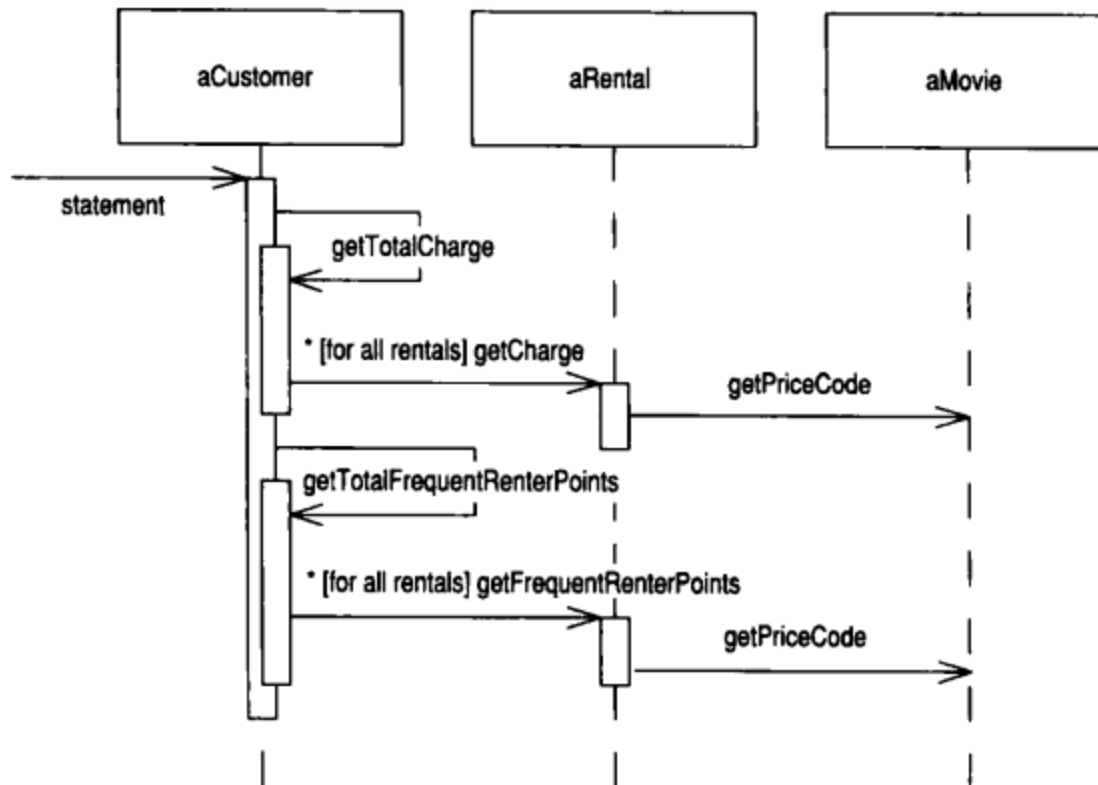 aCustomer
aRental
aMovie
statement
getTotalCharge
* [for all rentals] getCharge
getPriceCode
getTotalFrequentRenterPoints
* [for all rentals] getFrequentRenterPoints
getPriceCode